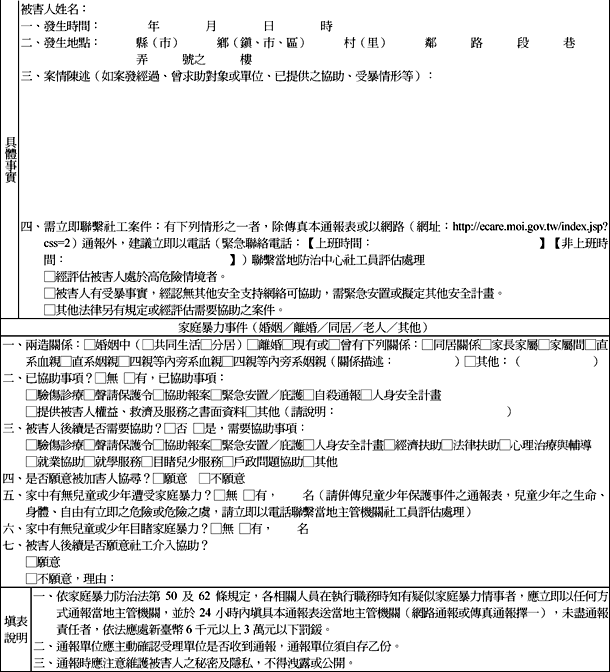 被害人姓名：
一、發生時間：　　年　　月　　日　　時
二、發生地點：　　縣（市）　　鄉（鎮、市、區）　　村（里）　　鄰　　路　　段　　巷
弄　　號之　　樓
三、案情陳述（如案發經過、曾求助對象或單位、已提供之協助、受暴情形等）：
具體事實
四、需立即聯繫社工案件：有下列情形之一者，除傳真本通報表或以網路（網址：http://ecare.moi.gov.tw/index.jsp?
css=2）通報外，建議立即以電話（緊急聯絡電話：【上班時間：　　　　】【非上班時
間：　　　　】）聯繫當地防治中心社工員評估處理
□經評估被害人處於高危險情境者。
□被害人有受暴事實，經認無其他安全支持網絡可協助，需緊急安置或擬定其他安全計畫。
□其他法律另有規定或經評估需要協助之案件。
家庭暴力事件（婚姻／離婚／同居／老人／其他）
一、兩造關係：□婚姻中（□共同生活□分居）□離婚□現有或□曾有下列關係：□同居關係□家長家屬□家屬間□直
系血親□直系姻親□四親等內旁系血親□四親等內旁系姻親（關係描述：　　　　）□其他：（　　　　）
二、已協助事項？□無 □有，已協助事項：
□驗傷診療□聲請保護令□協助報案□緊急安置／庇護□自殺通報□人身安全計畫
□提供被害人權益、救濟及服務之書面資料□其他（請說明：　　　　）
三、被害人後續是否需要協助？□否 □是，需要協助事項：
□驗傷診療□聲請保護令□協助報案□緊急安置／庇護□人身安全計畫□經濟扶助□法律扶助□心理治療與輔導
□就業協助□就學服務□目睹兒少服務□戶政問題協助□其他
四、是否願意被加害人協尋？□願意　□不願意
五、家中有無兒童或少年遭受家庭暴力？□無 □有，　　名（請併傳兒童少年保護事件之通報表，兒童少年之生命、
身體、自由有立即之危險或危險之虞，請立即以電話聯繫當地主管機關社工員評估處理）
六、家中有無兒童或少年目睹家庭暴力？□無 □有，　　名
七、被害人後續是否願意社工介入協助？
□願意
□不願意，理由：
填表
說明
一、依家庭暴力防治法第 50 及 62 條規定，各相關人員在執行職務時知有疑似家庭暴力情事者，應立即以任何方
式通報當地主管機關，並於 24 小時內填具本通報表送當地主管機關（網路通報或傳真通報擇一），未盡通報
責任者，依法應處新臺幣 6 千元以上 3 萬元以下罰鍰。
二、通報單位應主動確認受理單位是否收到通報，通報單位須自存乙份。
三、通報時應注意維護被害人之秘密及隱私，不得洩露或公開。